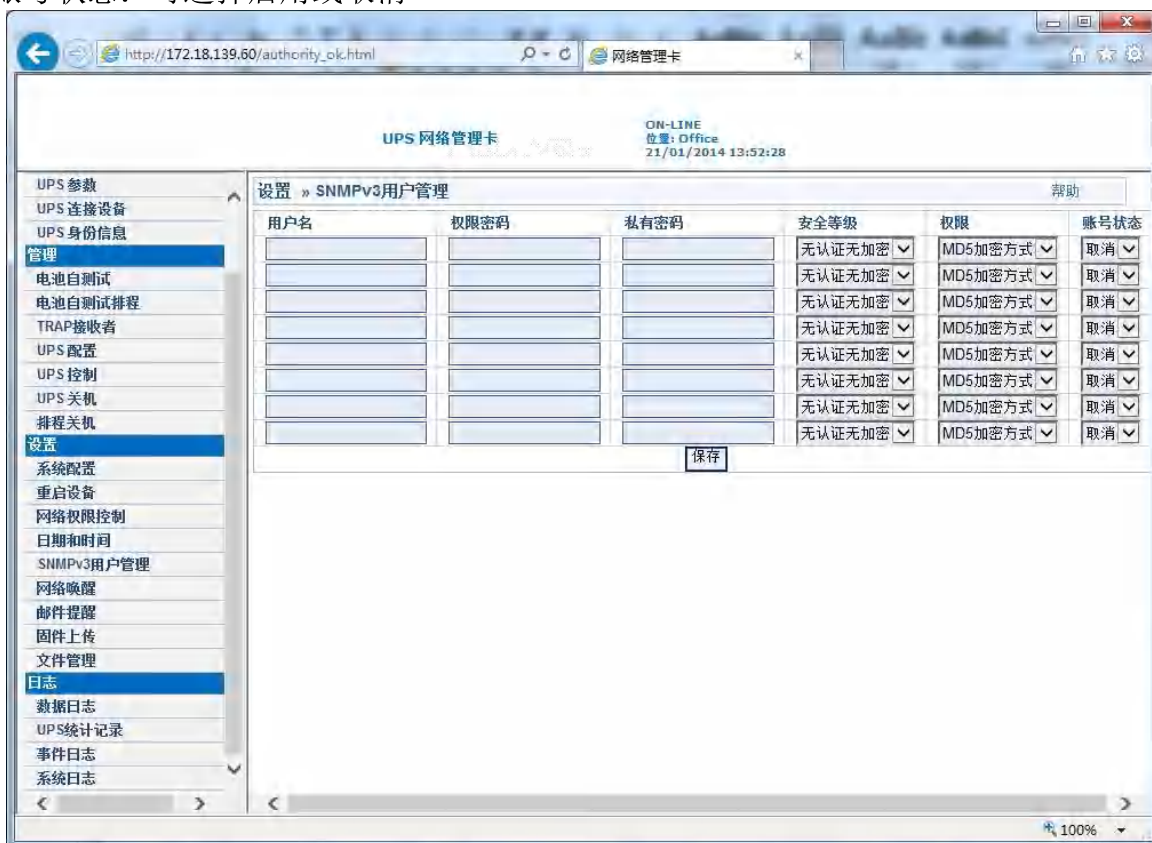 账号状态：可选择启用或取消
http://172.18.139.60/authority_ok.html
网络管理卡
UPS 网络管理卡
ON-LINE
位置: Office
21/01/2014 13:52:28
UPS 参数
UPS 连接设备
UPS 身份信息
管理
电池自测试
电池自测试排程
TRAP接收者
UPS 配置
UPS 控制
UPS 关机
排程关机
设置
系统配置
重启设备
网络权限控制
日期和时间
SNMPv3用户管理
网络唤醒
邮件提醒
固件上传
文件管理
日志
数据日志
UPS统计记录
事件日志
系统日志
设置 » SNMPv3用户管理 帮助
用户名 权限密码 私有密码 安全等级 权限 账号状态
无认证无加密 MD5加密方式 取消
无认证无加密 MD5加密方式 取消
无认证无加密 MD5加密方式 取消
无认证无加密 MD5加密方式 取消
无认证无加密 MD5加密方式 取消
无认证无加密 MD5加密方式 取消
无认证无加密 MD5加密方式 取消
无认证无加密 MD5加密方式 取消
保存
100%